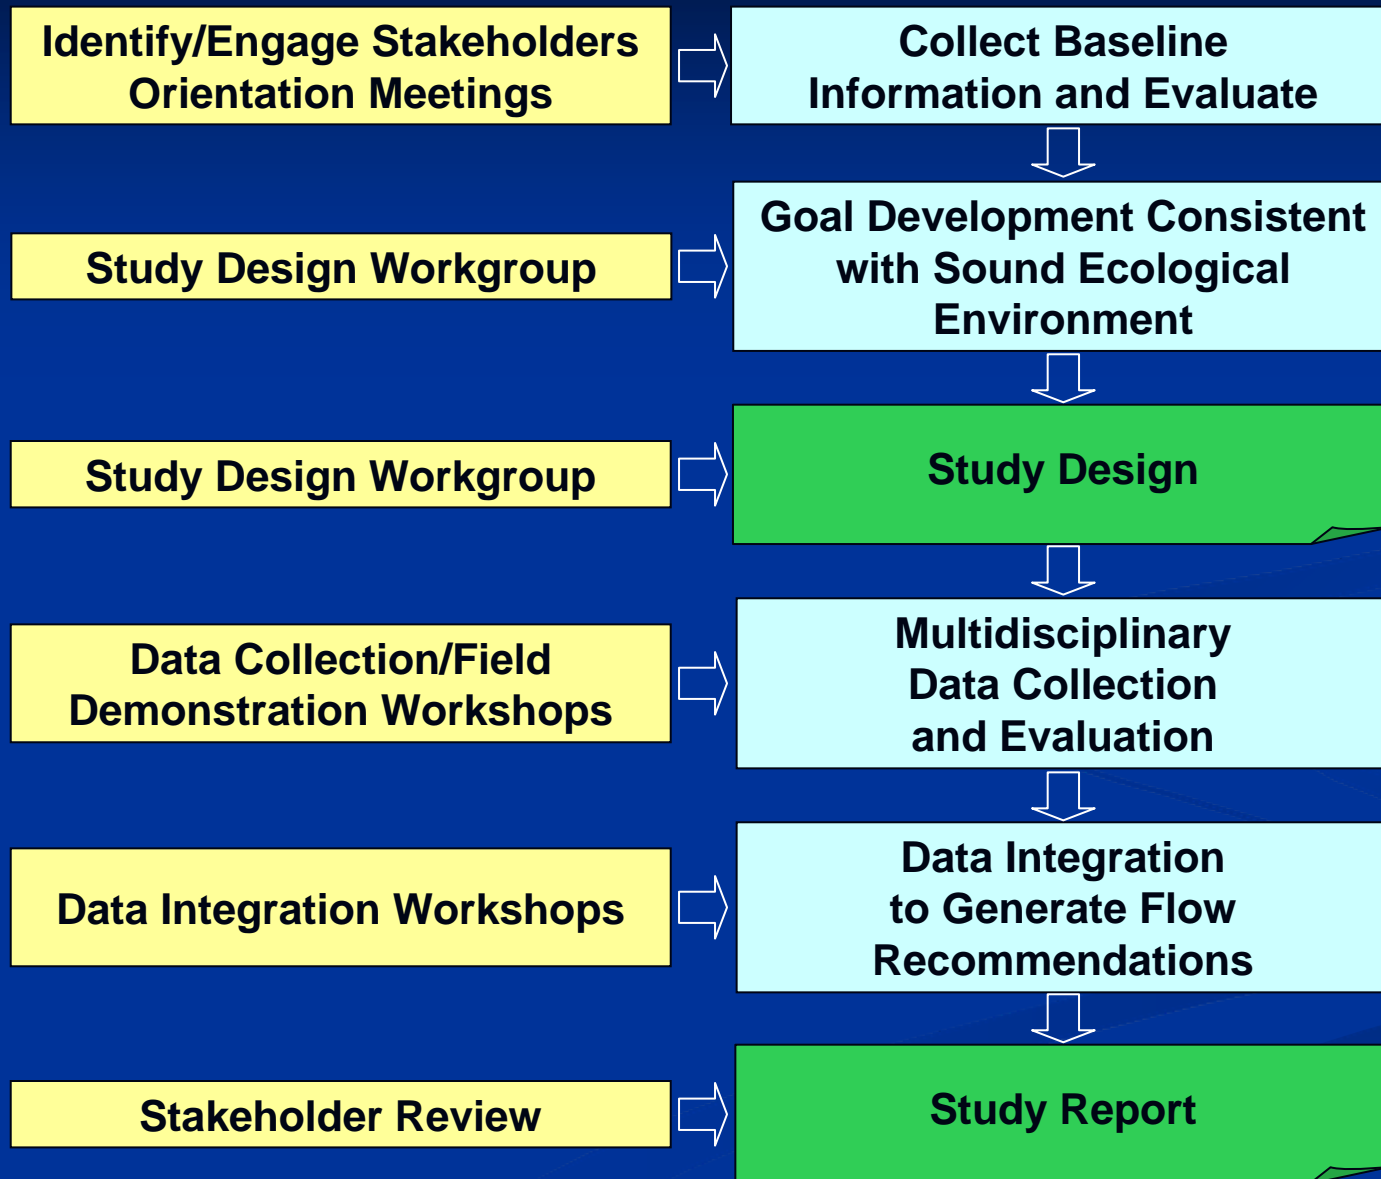 Identify/Engage Stakeholders
Orientation Meetings
Collect Baseline
Information and Evaluate
Study Design Workgroup
Goal Development Consistent
with Sound Ecological
Environment
Study Design Workgroup
Study Design
Data Collection/Field
Demonstration Workshops
Multidisciplinary
Data Collection
and Evaluation
Data Integration Workshops
Data Integration
to Generate Flow
Recommendations
Stakeholder Review
Study Report